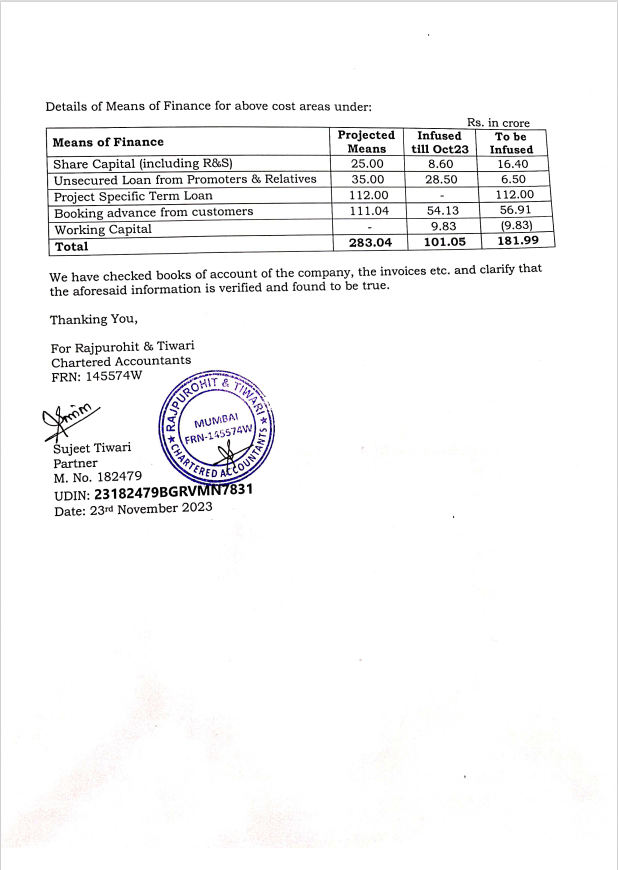 Details of Means of Finance for above cost areas under:
Rs. in crore
Means of Finance Projected Means Infused till Oct23 To be Infused
Share Capital (including R&S) 25.00 8.60 16.40
Unsecured Loan from Promoters & Relatives 35.00 28.50 6.50
Project Specific Term Loan 112.00 - 112.00
Booking advance from customers 111.04 54.13 56.91
Working Capital - 9.83 (9.83)
Total 283.04 101.05 181.99
We have checked books of account of the company, the invoices etc. and clarify that
the aforesaid information is verified and found to be true.
Thanking You,
For Rajpurohit & Tiwari
Chartered Accountants
FRN: 145574W
RAJPUROHIT & TIWARI
MUMBAI
FRN-145574W
CHARTERED ACCOUNTANTS
Sujeet Tiwari
Partner
M. No. 182479
UDIN: 23182479BGRVMN7831
Date: 23rd November 2023